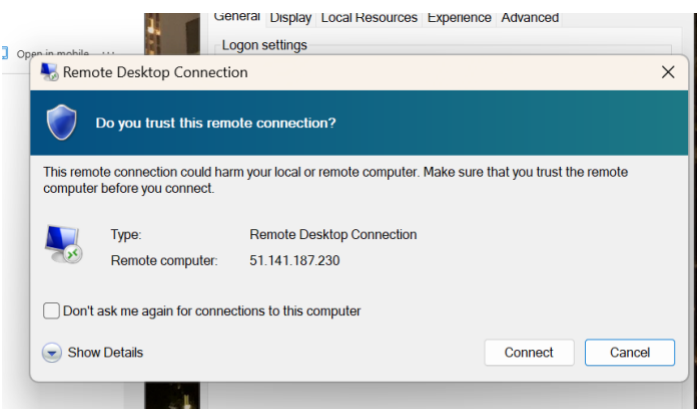 General Display Local Resources Experience Advanced
Logon settings
Open in mobile ...
Remote Desktop Connection
Do you trust this remote connection?
This remote connection could harm your local or remote computer. Make sure that you trust the remote
computer before you connect.
Type: Remote Desktop Connection
Remote computer: 51.141.187.230
Don't ask me again for connections to this computer
Show Details Connect Cancel